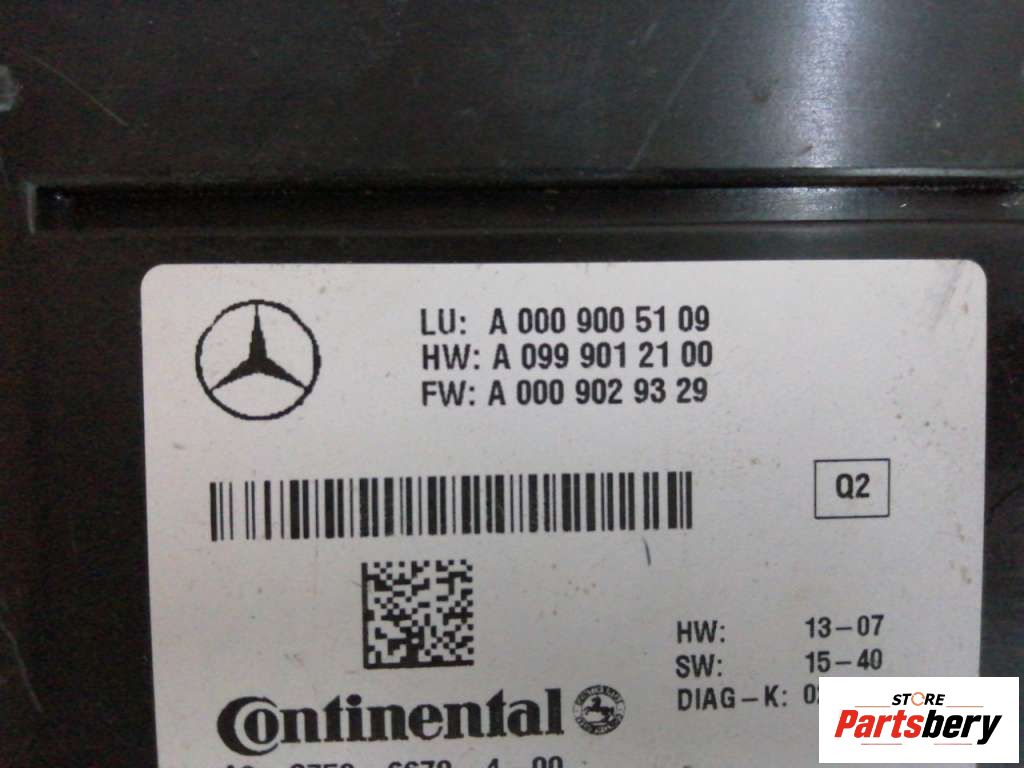 LU: A 000 900 51 09
HW: A 099 901 21 00
FW: A 000 902 93 29
Q2
HW: 13-07
SW: 15-40
DIAG-K:
Continental
STORE
Partsbery